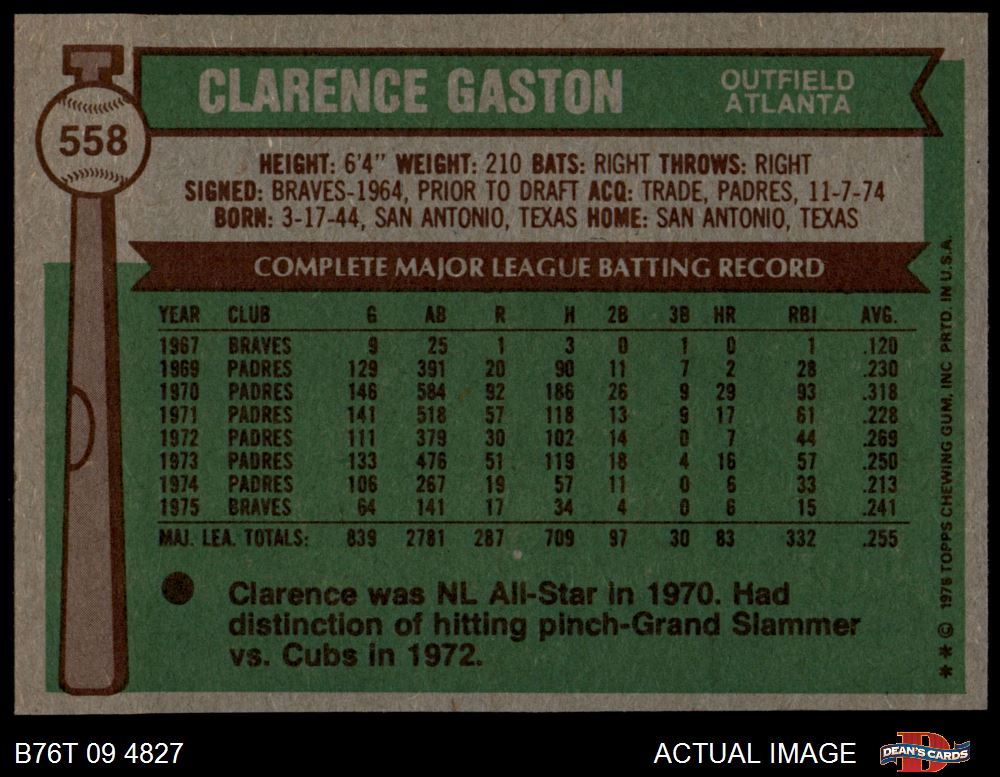 CLARENCE GASTON
OUTFIELD
ATLANTA
558
HEIGHT: 6'4" WEIGHT: 210 BATS: RIGHT THROWS: RIGHT
SIGNED: BRAVES-1964, PRIOR TO DRAFT ACQ: TRADE, PADRES, 11-7-74
BORN: 3-17-44, SAN ANTONIO, TEXAS HOME: SAN ANTONIO, TEXAS
COMPLETE MAJOR LEAGUE BATTING RECORD
YEAR CLUB G AB R H 2B 3B HR RBI AVG.
1967 BRAVES 9 25 1 3 0 1 0 1 .120
1969 PADRES 129 391 20 90 11 7 2 28 .230
1970 PADRES 146 584 92 186 26 9 29 93 .318
1971 PADRES 141 518 57 118 13 9 17 61 .228
1972 PADRES 111 379 30 102 14 0 7 44 .269
1973 PADRES 133 476 51 119 18 4 16 57 .250
1974 PADRES 106 267 19 57 11 0 6 33 .213
1975 BRAVES 64 141 17 34 4 0 6 15 .241
MAJ. LEA. TOTALS: 839 2781 287 709 97 30 83 332 .255
Clarence was NL All-Star in 1970. Had
distinction of hitting pinch-Grand Slammer
vs. Cubs in 1972.
** © 1976 TOPPS CHEWING GUM, INC PRTD. IN U.S.A.
B76T 09 4827
ACTUAL IMAGE
DEAN'S CARDS